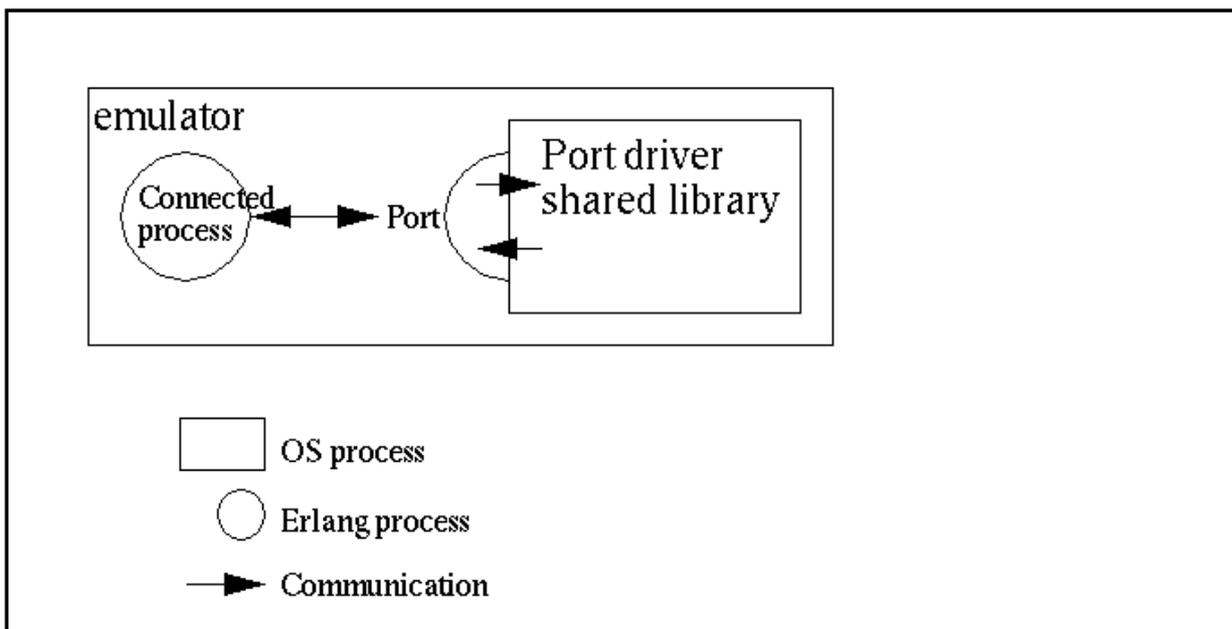 emulator
Port driver
shared library
Connected
process
Port
OS process
Erlang process
Communication